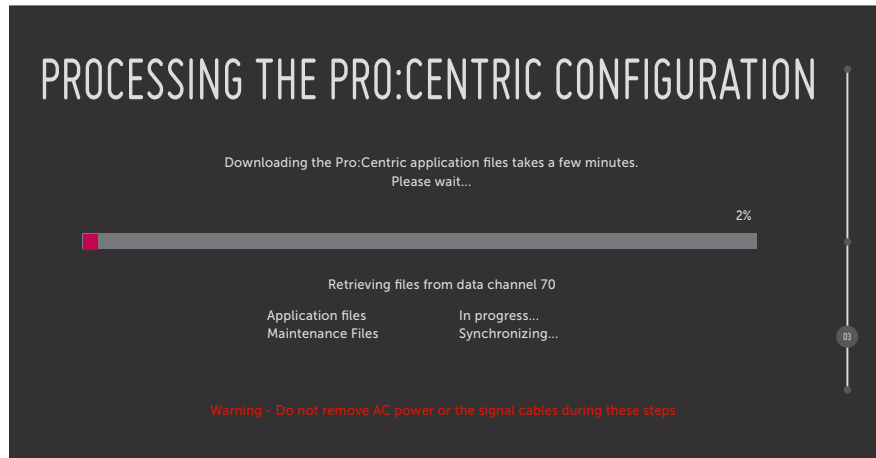 PROCESSING THE PRO:CENTRIC CONFIGURATION
Downloading the Pro:Centric application files takes a few minutes.
Please wait...
2%
Retrieving files from data channel 70
Application files In progress...
Maintenance Files Synchronizing...
03
Warning - Do not remove AC power or the signal cables during these steps.